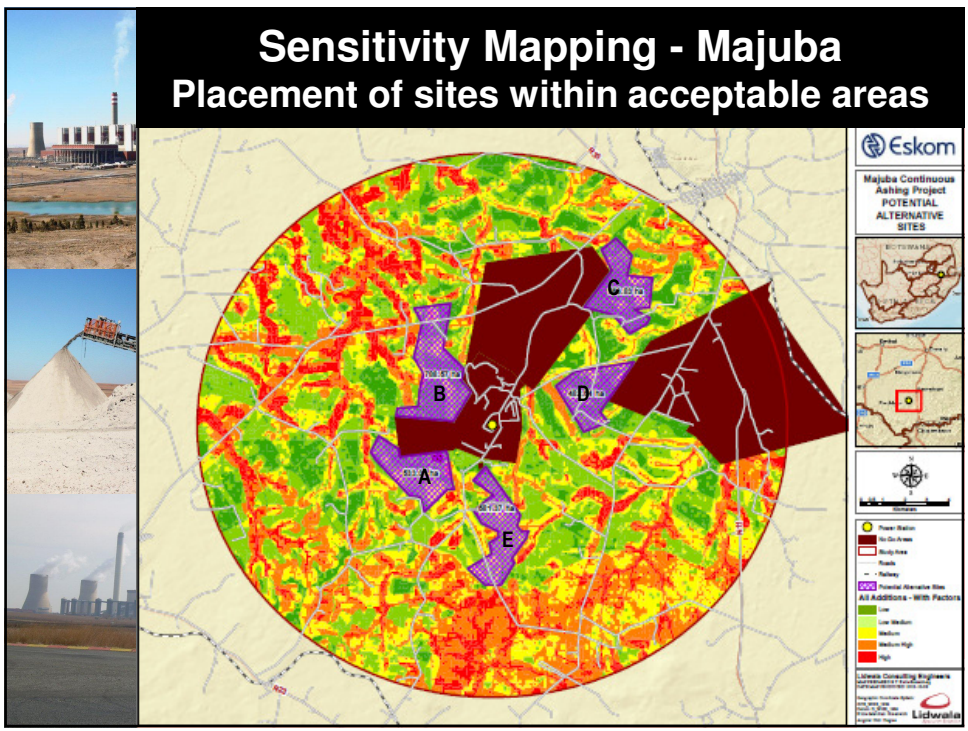 Sensitivity Mapping - Majuba
Placement of sites within acceptable areas
Eskom
Majuba Continuous
Ashing Project
POTENTIAL
ALTERNATIVE
SITES
BOTSWANA
C
B
D
A
E
N
Kilometers
Power Station
No Go Areas
Study Area
Roads
Railway
Potential Alternative Sites
All Additions - With Factors
Low
Low Medium
Medium
Medium High
High
Lidwala Consulting Engineers
Lidwala